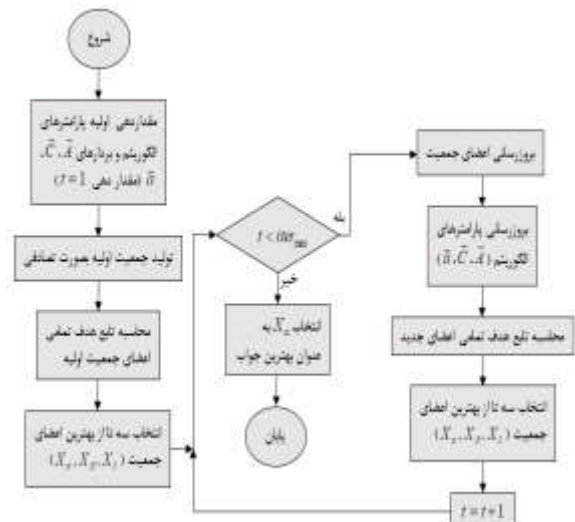 شروع
مقداردهی اولیه پارامترهای
الگوریتم و بردارهای A، C،
a (مقدار دهی t=1)
تولید جمعیت اولیه بصورت تصادفی
محاسبه تابع هدف تمامی
اعضای جمعیت اولیه
انتخاب سه تا از بهترین اعضای
جمعیت (Xα, Xβ, Xδ)
t < iter_max
بله
خیر
انتخاب Xα به
عنوان بهترین جواب
پایان
بروزرسانی اعضای جمعیت
بروزرسانی پارامترهای
الگوریتم (a، C، A)
محاسبه تابع هدف تمامی اعضای جدید
انتخاب سه تا از بهترین اعضای
جمعیت (Xα, Xβ, Xδ)
t = t+1